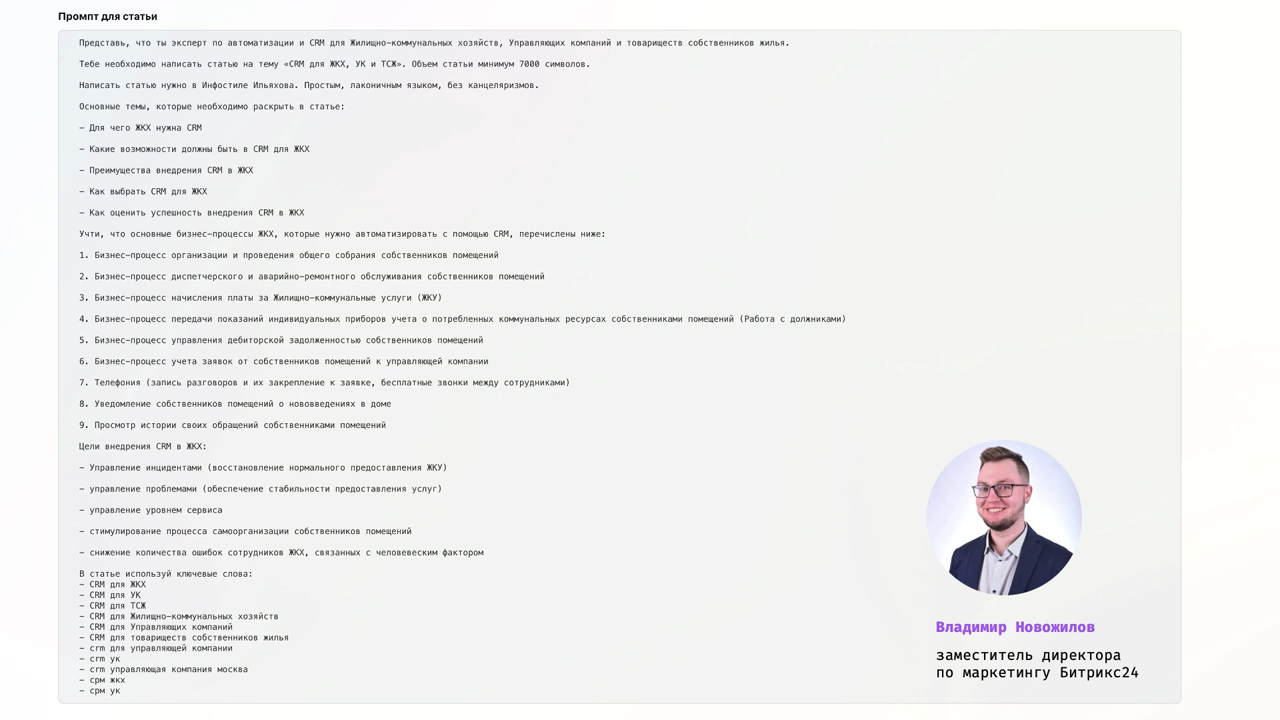 Промпт для статьи
Представь, что ты эксперт по автоматизации и CRM для Жилищно-коммунальных хозяйств, Управляющих компаний и товариществ собственников жилья.
Тебе необходимо написать статью на тему «CRM для ЖКХ, УК и ТСЖ». Объем статьи минимум 7000 символов.
Написать статью нужно в Инфостиле Ильяхова. Простым, лаконичным языком, без канцеляризмов.
Основные темы, которые необходимо раскрыть в статье:
- Для чего ЖКХ нужна CRM
- Какие возможности должны быть в CRM для ЖКХ
- Преимущества внедрения CRM в ЖКХ
- Как выбрать CRM для ЖКХ
- Как оценить успешность внедрения CRM в ЖКХ
Учти, что основные бизнес-процессы ЖКХ, которые нужно автоматизировать с помощью CRM, перечислены ниже:
1. Бизнес-процесс организации и проведения общего собрания собственников помещений
2. Бизнес-процесс диспетчерского и аварийно-ремонтного обслуживания собственников помещений
3. Бизнес-процесс начисления платы за Жилищно-коммунальные услуги (ЖКУ)
4. Бизнес-процесс передачи показаний индивидуальных приборов учета о потребленных коммунальных ресурсах собственниками помещений (Работа с должниками)
5. Бизнес-процесс управления дебиторской задолженностью собственников помещений
6. Бизнес-процесс учета заявок от собственников помещений к управляющей компании
7. Телефония (запись разговоров и их закрепление к заявке, бесплатные звонки между сотрудниками)
8. Уведомление собственников помещений о нововведениях в доме
9. Просмотр истории своих обращений собственниками помещений
Цели внедрения CRM в ЖКХ:
- Управление инцидентами (восстановление нормального предоставления ЖКУ)
- управление проблемами (обеспечение стабильности предоставления услуг)
- управление уровнем сервиса
- стимулирование процесса самоорганизации собственников помещений
- снижение количества ошибок сотрудников ЖКХ, связанных с человевеским фактором
В статье используй ключевые слова:
- CRM для ЖКХ
- CRM для УК
- CRM для ТСЖ
- CRM для Жилищно-коммунальных хозяйств
- CRM для Управляющих компаний
- CRM для товариществ собственников жилья
- crm для управляющей компании
- crm ук
- crm управляющая компания москва
- срм жкх
- срм ук
Владимир Новожилов
заместитель директора
по маркетингу Битрикс24